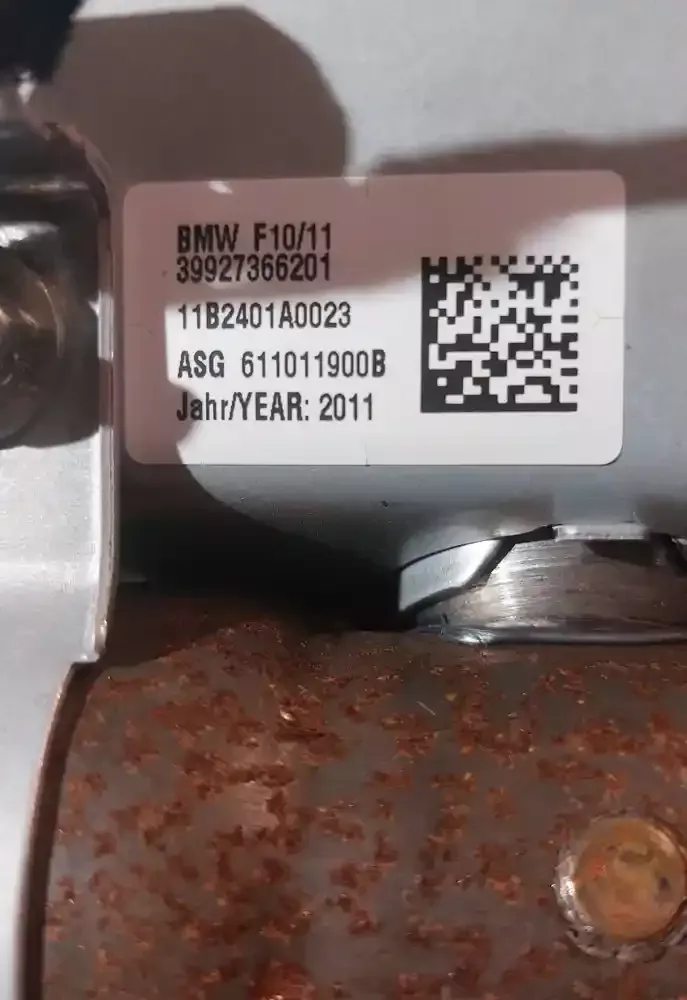 BMW F10/11
39927366201
11B2401A0023
ASG 611011900B
Jahr/YEAR: 2011